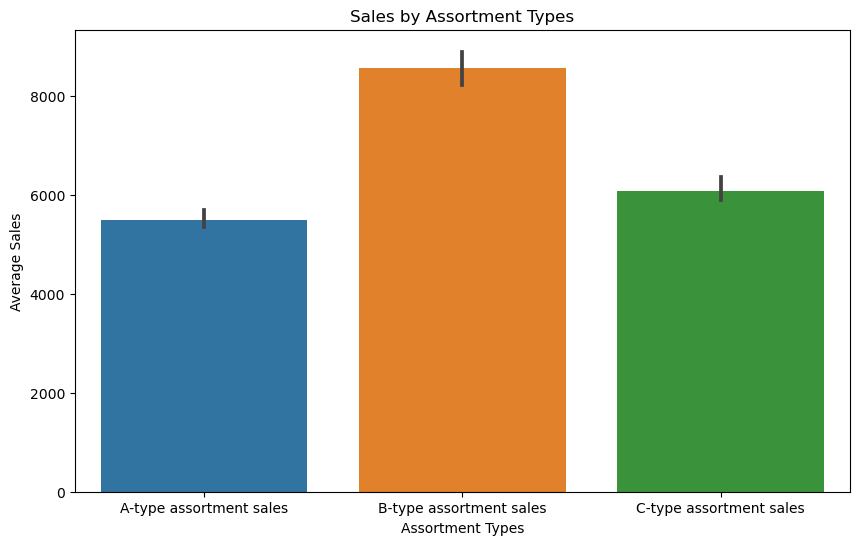 Sales by Assortment Types
Average Sales
8000
6000
4000
2000
0
A-type assortment sales
B-type assortment sales
C-type assortment sales
Assortment Types